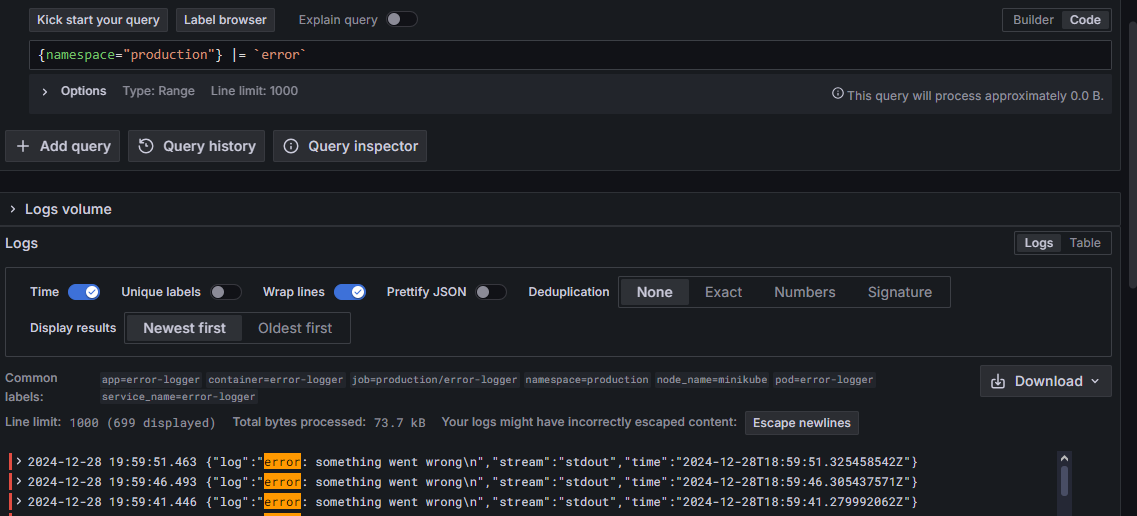 Kick start your query Label browser Explain query Builder Code
{namespace="production"} |= `error`
Options Type: Range Line limit: 1000 This query will process approximately 0.0 B.
+ Add query Query history Query inspector
Logs volume
Logs Logs Table
Time Unique labels Wrap lines Prettify JSON Deduplication None Exact Numbers Signature
Display results Newest first Oldest first
Common app=error-logger container=error-logger job=production/error-logger namespace=production node_name=minikube pod=error-logger Download
labels: service_name=error-logger
Line limit: 1000 (699 displayed) Total bytes processed: 73.7 kB Your logs might have incorrectly escaped content: Escape newlines
2024-12-28 19:59:51.463 {"log":"error: something went wrong\n","stream":"stdout","time":"2024-12-28T18:59:51.325458542Z"}
2024-12-28 19:59:46.493 {"log":"error: something went wrong\n","stream":"stdout","time":"2024-12-28T18:59:46.305437571Z"}
2024-12-28 19:59:41.446 {"log":"error: something went wrong\n","stream":"stdout","time":"2024-12-28T18:59:41.279992062Z"}